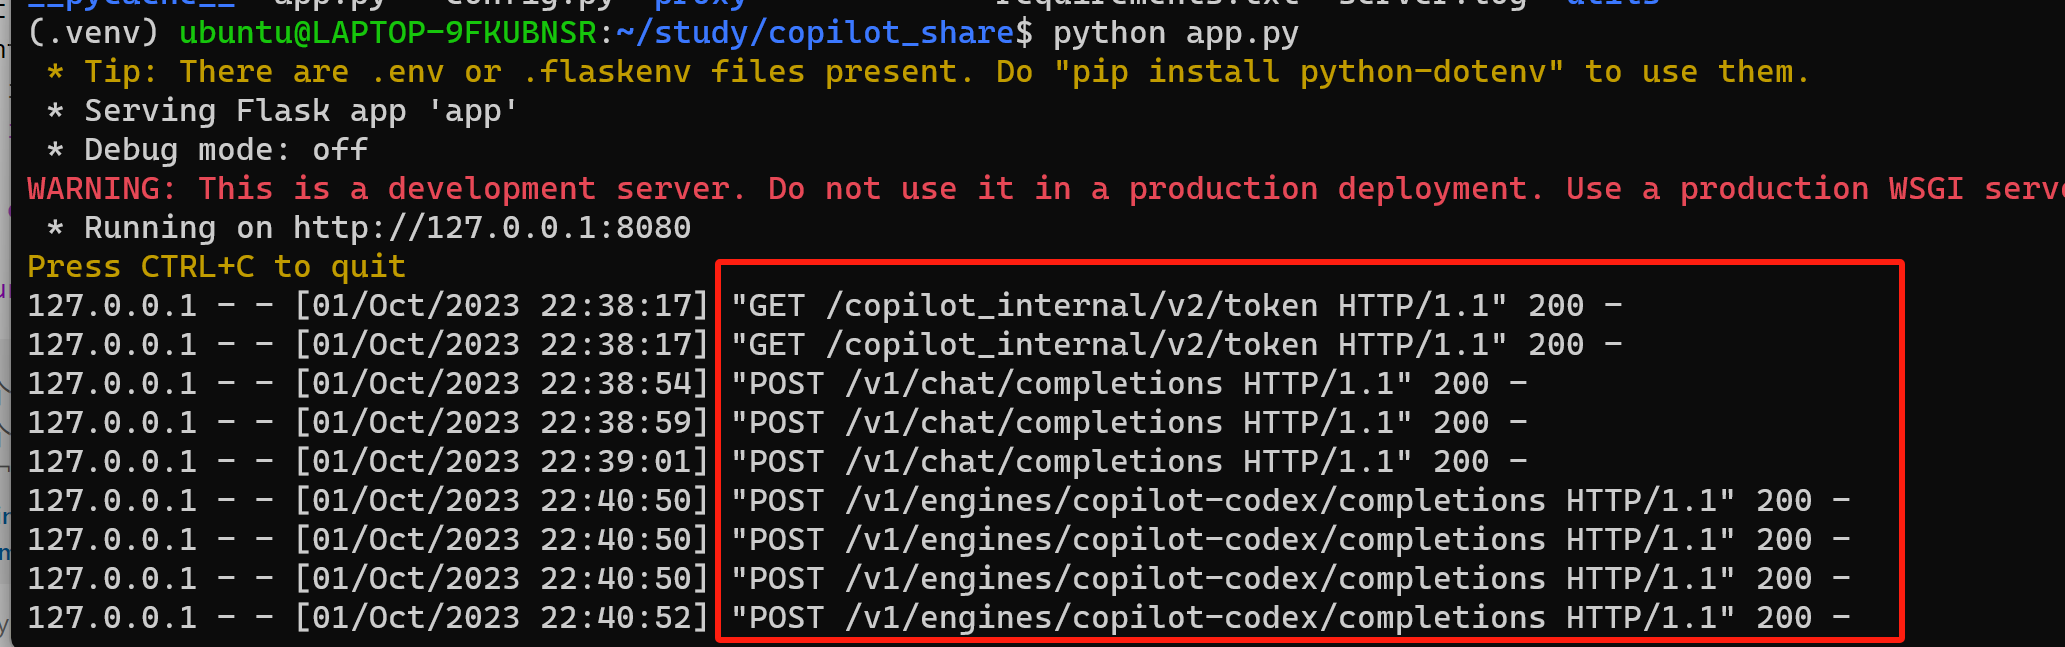 __pycache__ app.py config.py proxy requirements.txt server.log utils
(.venv) ubuntu@LAPTOP-9FKUBNSR:~/study/copilot_share$ python app.py
 * Tip: There are .env or .flaskenv files present. Do "pip install python-dotenv" to use them.
 * Serving Flask app 'app'
 * Debug mode: off
WARNING: This is a development server. Do not use it in a production deployment. Use a production WSGI serve
 * Running on http://127.0.0.1:8080
Press CTRL+C to quit
127.0.0.1 - - [01/Oct/2023 22:38:17] "GET /copilot_internal/v2/token HTTP/1.1" 200 -
127.0.0.1 - - [01/Oct/2023 22:38:17] "GET /copilot_internal/v2/token HTTP/1.1" 200 -
127.0.0.1 - - [01/Oct/2023 22:38:54] "POST /v1/chat/completions HTTP/1.1" 200 -
127.0.0.1 - - [01/Oct/2023 22:38:59] "POST /v1/chat/completions HTTP/1.1" 200 -
127.0.0.1 - - [01/Oct/2023 22:39:01] "POST /v1/chat/completions HTTP/1.1" 200 -
127.0.0.1 - - [01/Oct/2023 22:40:50] "POST /v1/engines/copilot-codex/completions HTTP/1.1" 200 -
127.0.0.1 - - [01/Oct/2023 22:40:50] "POST /v1/engines/copilot-codex/completions HTTP/1.1" 200 -
127.0.0.1 - - [01/Oct/2023 22:40:50] "POST /v1/engines/copilot-codex/completions HTTP/1.1" 200 -
127.0.0.1 - - [01/Oct/2023 22:40:52] "POST /v1/engines/copilot-codex/completions HTTP/1.1" 200 -